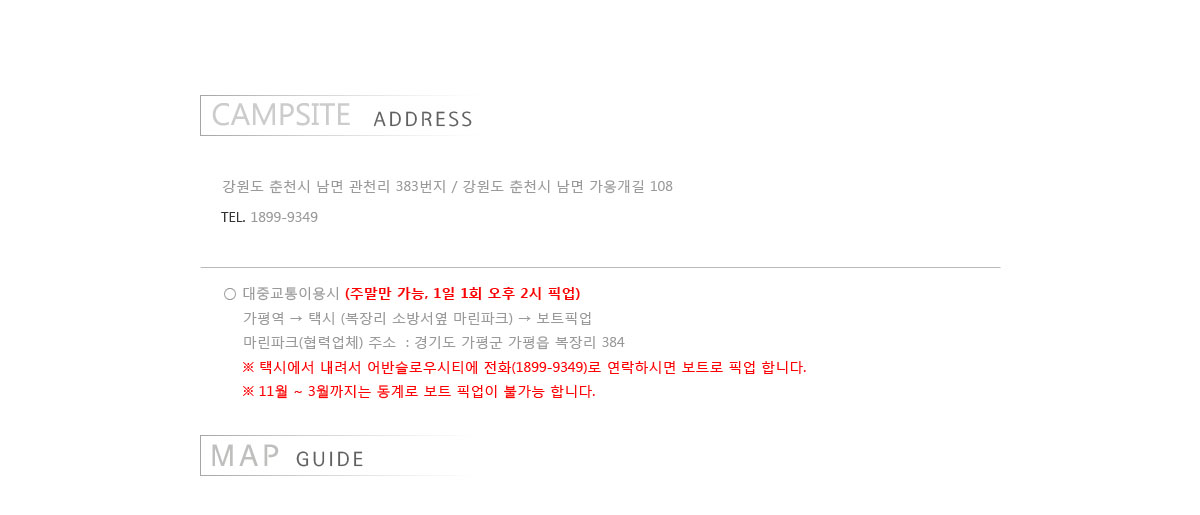 CAMPSITE ADDRESS
강원도 춘천시 남면 관천리 383번지 / 강원도 춘천시 남면 가옹개길 108
TEL. 1899-9349
○ 대중교통이용시 (주말만 가능, 1일 1회 오후 2시 픽업)
가평역 → 택시 (복장리 소방서옆 마린파크) → 보트픽업
마린파크(협력업체) 주소 : 경기도 가평군 가평읍 복장리 384
※ 택시에서 내려서 어반슬로우시티에 전화(1899-9349)로 연락하시면 보트로 픽업 합니다.
※ 11월 ~ 3월까지는 동계로 보트 픽업이 불가능 합니다.
MAP GUIDE